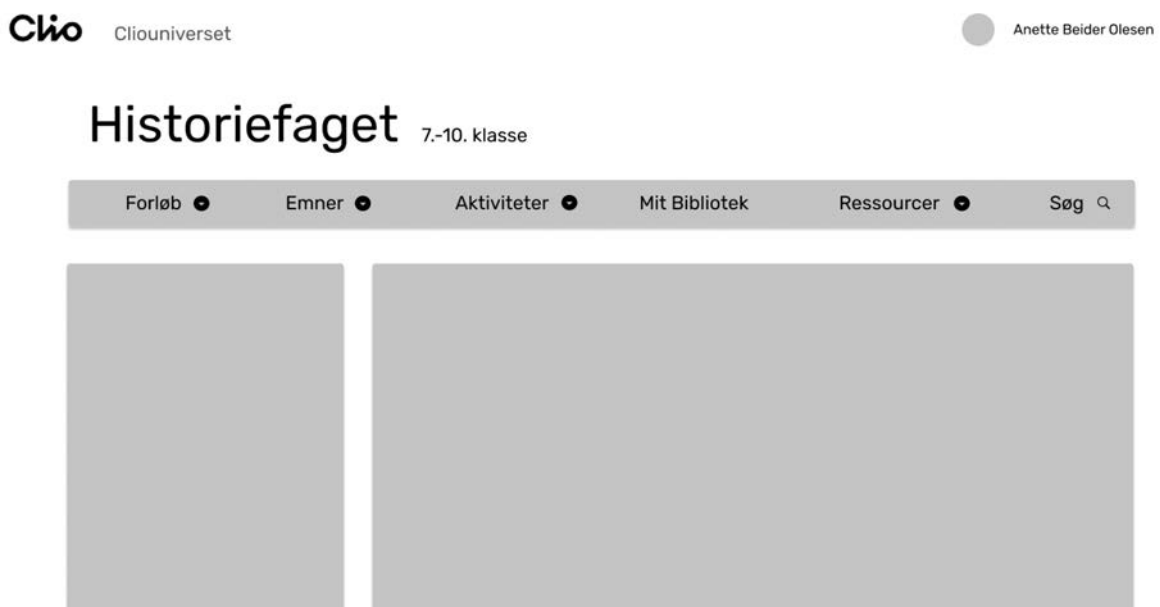 Clio Cliouniverset Anette Beider Olesen
Historiefaget 7.-10. klasse
Forløb Emner Aktiviteter Mit Bibliotek Ressourcer Søg